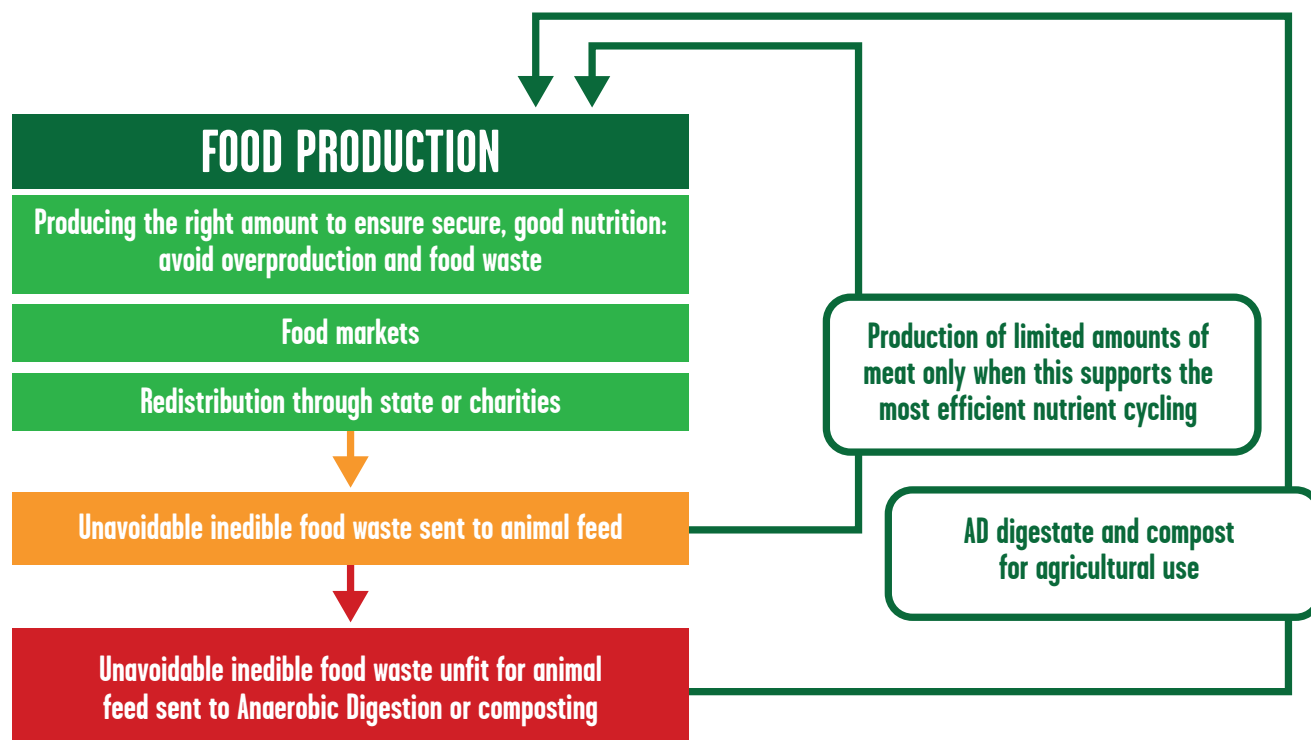 FOOD PRODUCTION
Producing the right amount to ensure secure, good nutrition:
avoid overproduction and food waste
Food markets
Redistribution through state or charities
Production of limited amounts of
meat only when this supports the
most efficient nutrient cycling
Unavoidable inedible food waste sent to animal feed
AD digestate and compost
for agricultural use
Unavoidable inedible food waste unfit for animal
feed sent to Anaerobic Digestion or composting